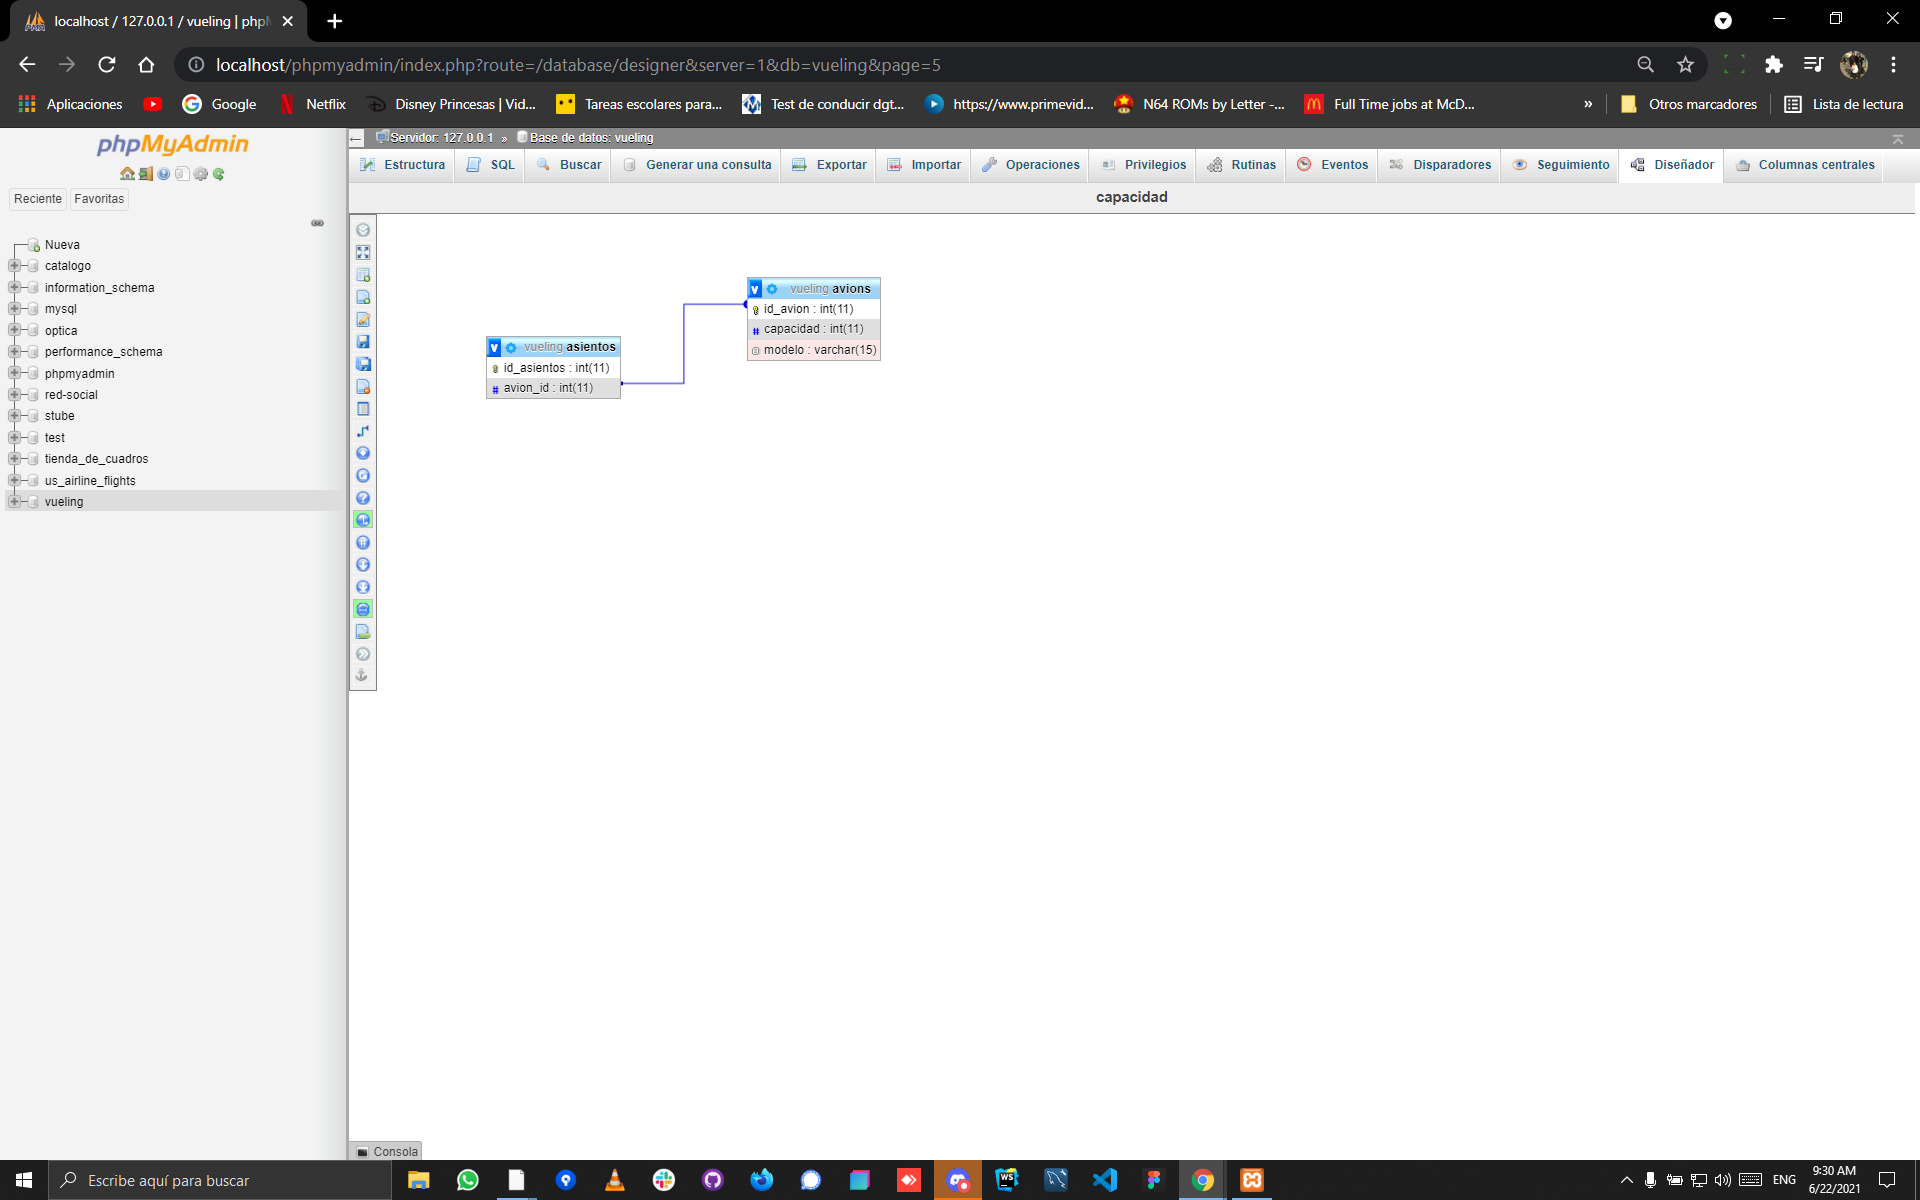 localhost / 127.0.0.1 / vueling | phpM
localhost/phpmyadmin/index.php?route=/database/designer&server=1&db=vueling&page=5
Aplicaciones
Google
Netflix
Disney Princesas | Vid...
Tareas escolares para...
Test de conducir dgt...
https://www.primevid...
N64 ROMs by Letter -...
Full Time jobs at McD...
»
Otros marcadores
Lista de lectura
phpMyAdmin
Reciente
Favoritas
Nueva
catalogo
information_schema
mysql
optica
performance_schema
phpmyadmin
red-social
stube
test
tienda_de_cuadros
us_airline_flights
vueling
Servidor: 127.0.0.1 » Base de datos: vueling
Estructura
SQL
Buscar
Generar una consulta
Exportar
Importar
Operaciones
Privilegios
Rutinas
Eventos
Disparadores
Seguimiento
Diseñador
Columnas centrales
capacidad
v vueling avions
id_avion : int(11)
# capacidad : int(11)
modelo : varchar(15)
v vueling asientos
id_asientos : int(11)
# avion_id : int(11)
Consola
Escribe aquí para buscar
WS
ENG
9:30 AM
6/22/2021